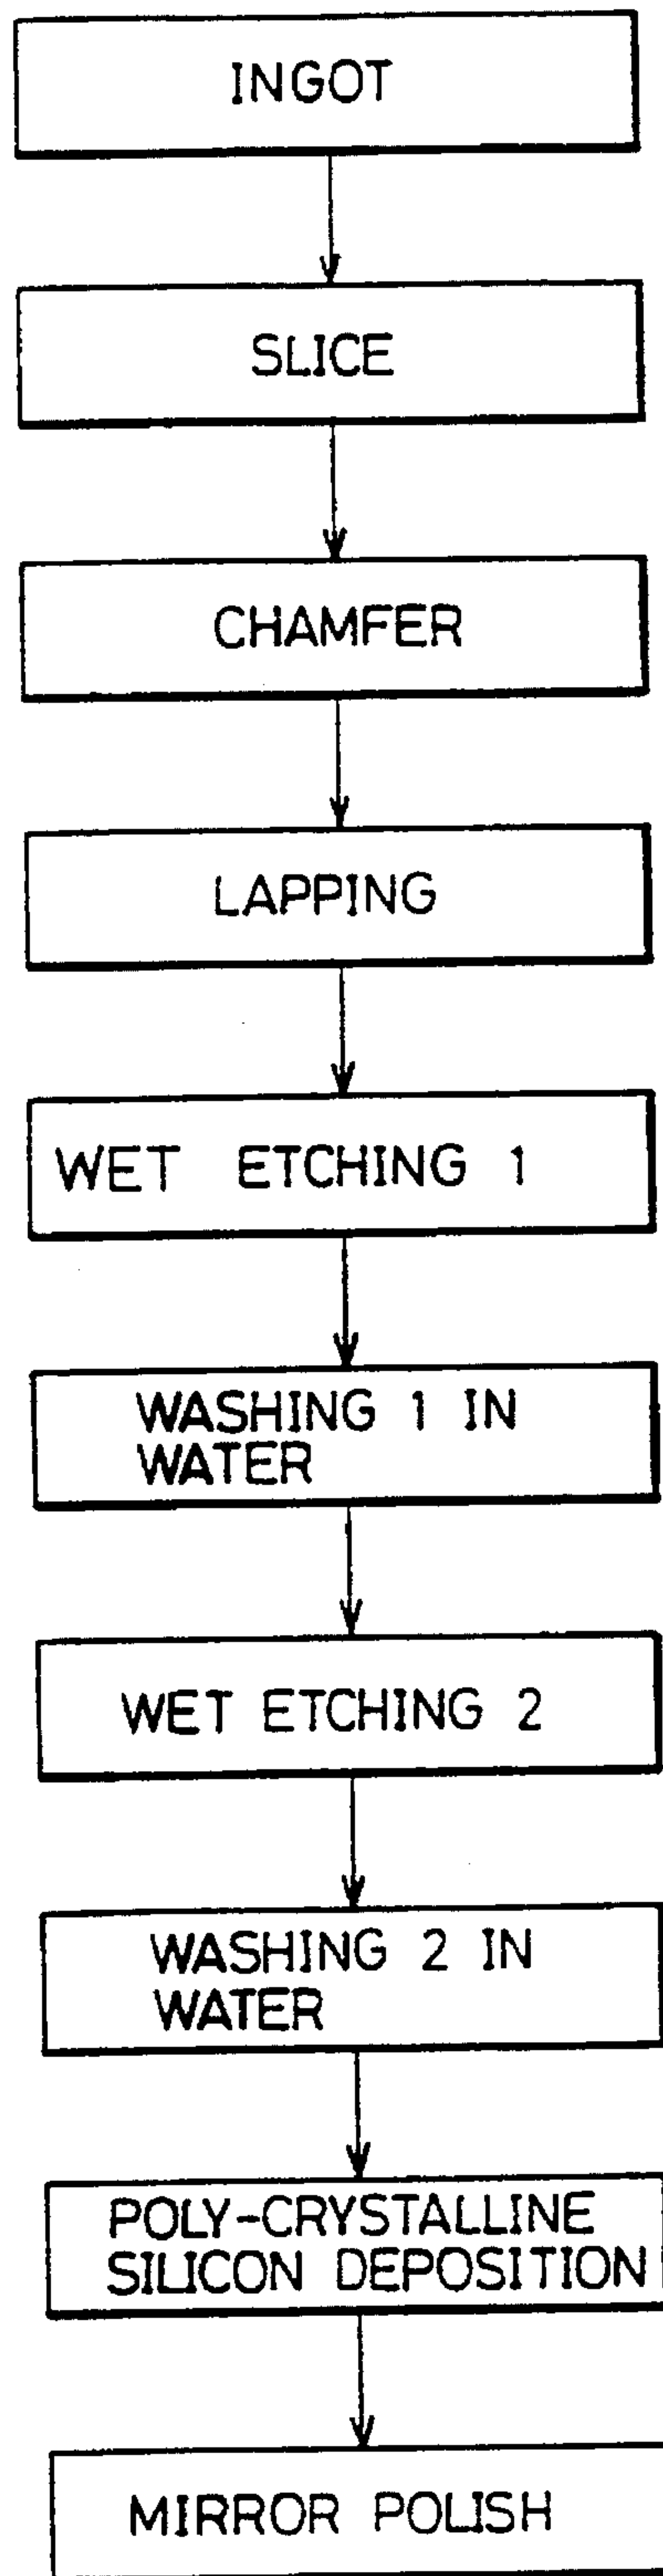 INGOT
SLICE
CHAMFER
LAPPING
WET ETCHING 1
WASHING 1 IN
WATER
WET ETCHING 2
WASHING 2 IN
WATER
POLY-CRYSTALLINE
SILICON DEPOSITION
MIRROR POLISH